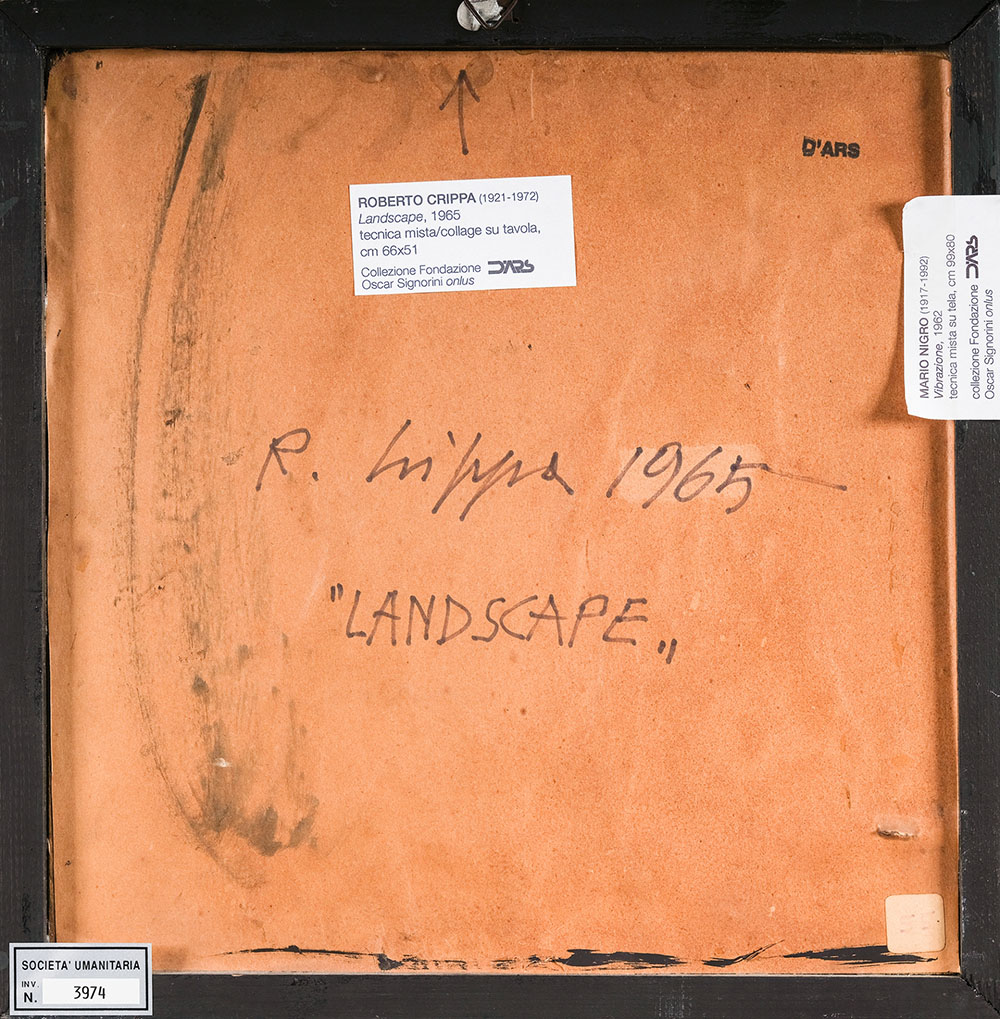 D'ARS
ROBERTO CRIPPA (1921-1972)
Landscape, 1965
tecnica mista/collage su tavola,
cm 66x51
Collezione Fondazione D'ARS
Oscar Signorini onlus
MARIO NIGRO (1917-1992)
Vibrazione, 1962
tecnica mista su tela, cm 99x80
collezione Fondazione D'ARS
Oscar Signorini onlus
R. Crippa 1965
"LANDSCAPE„
SOCIETA' UMANITARIA
INV.
N. 3974